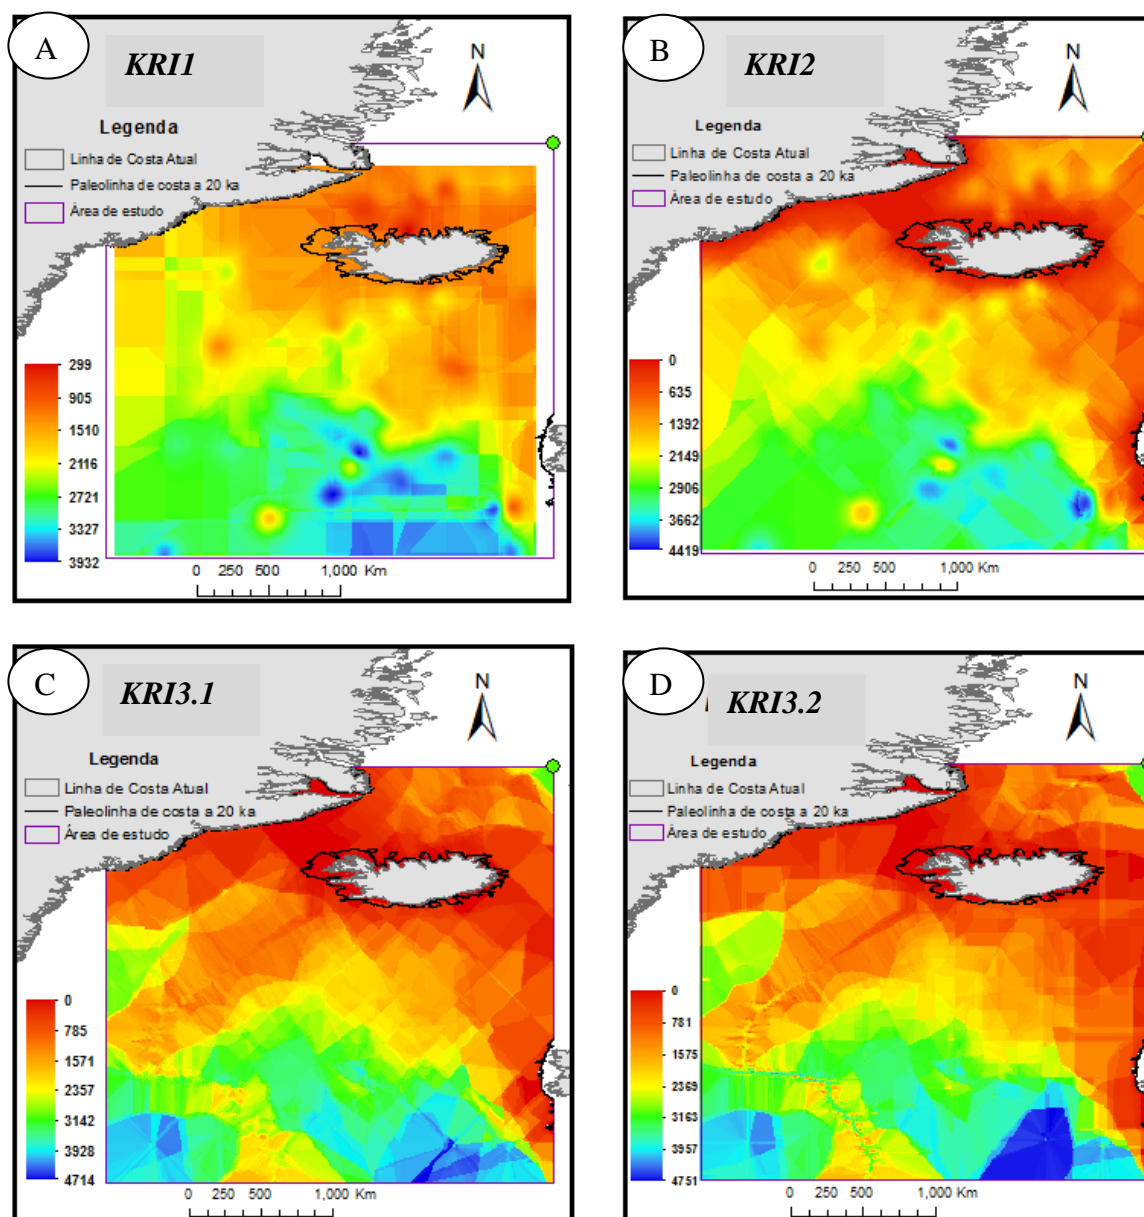 A
KRI1
N
Legenda
Linha de Costa Atual
Paleolinha de costa a 20 ka
Área de estudo
299
905
1510
2116
2721
3327
3932
0 250 500 1,000 Km
B
KRI2
N
Legenda
Linha de Costa Atual
Paleolinha de costa a 20 ka
Área de estudo
0
635
1392
2149
2906
3662
4419
0 250 500 1,000 Km
C
KRI3.1
N
Legenda
Linha de Costa Atual
Paleolinha de costa a 20 ka
Área de estudo
0
785
1571
2357
3142
3928
4714
0 250 500 1,000 Km
D
KRI3.2
N
Legenda
Linha de Costa Atual
Paleolinha de costa a 20 ka
Área de estudo
0
781
1575
2369
3163
3957
4751
0 250 500 1,000 Km